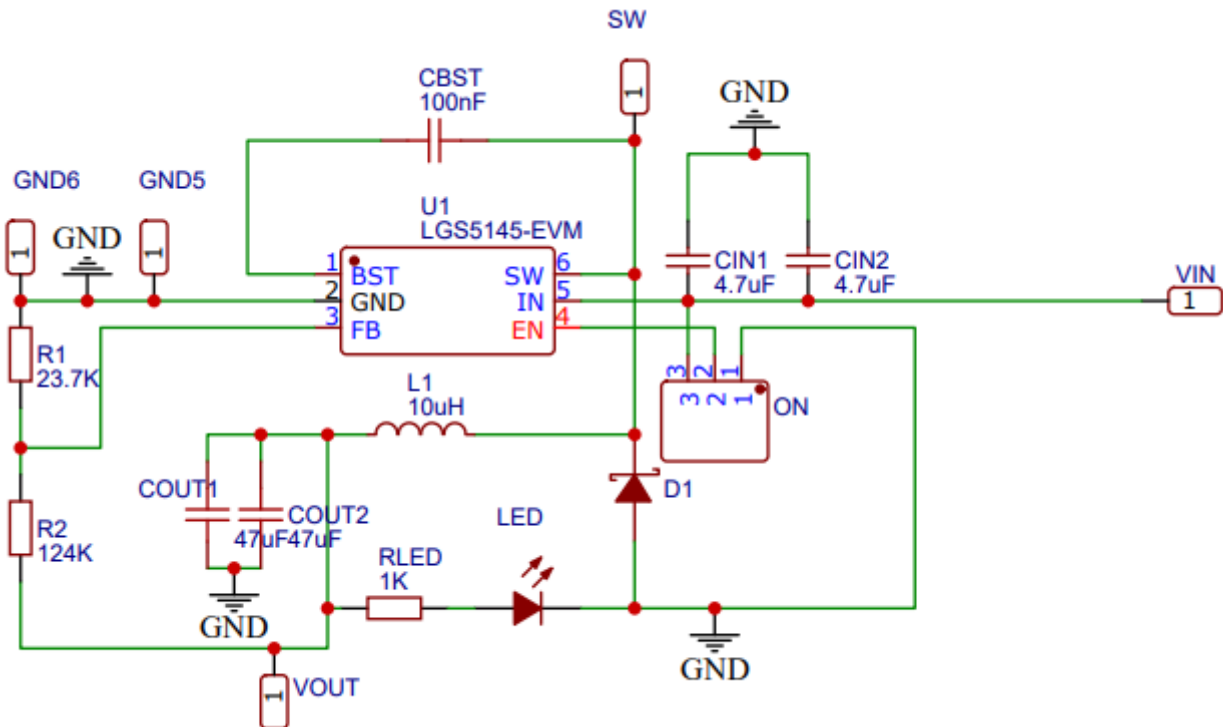 SW
1
CBST
100nF
GND
GND6
GND5
1
GND
1
U1
LGS5145-EVM
1
BST
SW
6
2
GND
IN
5
3
FB
EN
4
CIN1
4.7uF
CIN2
4.7uF
VIN
1
R1
23.7K
L1
10uH
3
2
1
3
2
1
ON
COUT1
47uF
COUT2
47uF
D1
R2
124K
LED
RLED
1K
GND
GND
VOUT
1